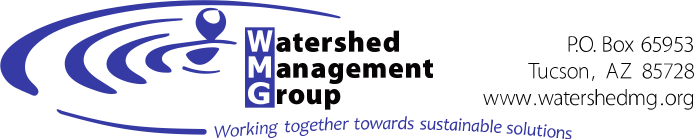 Watershed
Management
Group
Working together towards sustainable solutions
P.O. Box 65953
Tucson, AZ 85728
www.watershedmg.org